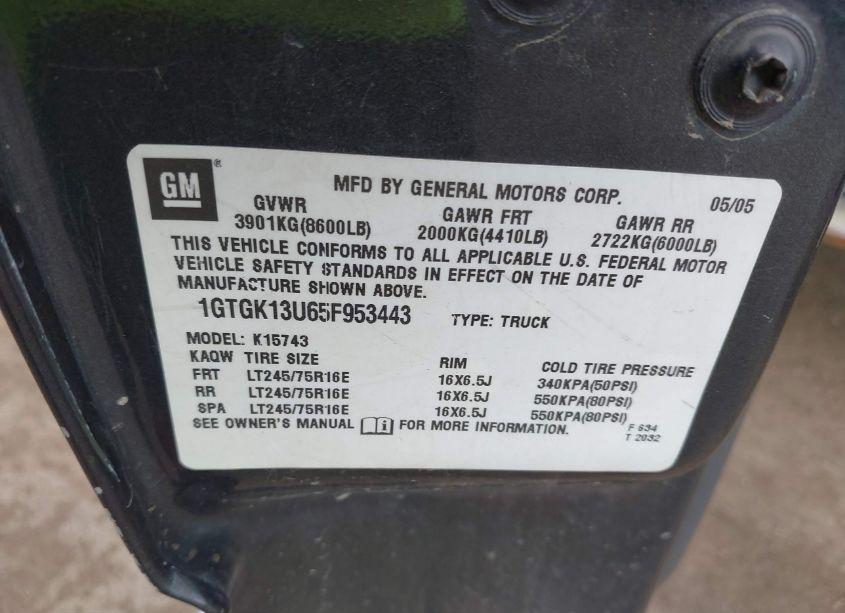 GM ® MFD BY GENERAL MOTORS CORP. 05/05
GVWR GAWR FRT GAWR RR
3901KG(8600LB) 2000KG(4410LB) 2722KG(6000LB)
THIS VEHICLE CONFORMS TO ALL APPLICABLE U.S. FEDERAL MOTOR
VEHICLE SAFETY STANDARDS IN EFFECT ON THE DATE OF
MANUFACTURE SHOWN ABOVE.
1GTGK13U65F953443 TYPE: TRUCK
MODEL: K15743
KAQW TIRE SIZE RIM COLD TIRE PRESSURE
FRT LT245/75R16E 16X6.5J 340KPA(50PSI)
RR LT245/75R16E 16X6.5J 550KPA(80PSI)
SPA LT245/75R16E 16X6.5J 550KPA(80PSI)
SEE OWNER'S MANUAL FOR MORE INFORMATION.
F 634
T 2032